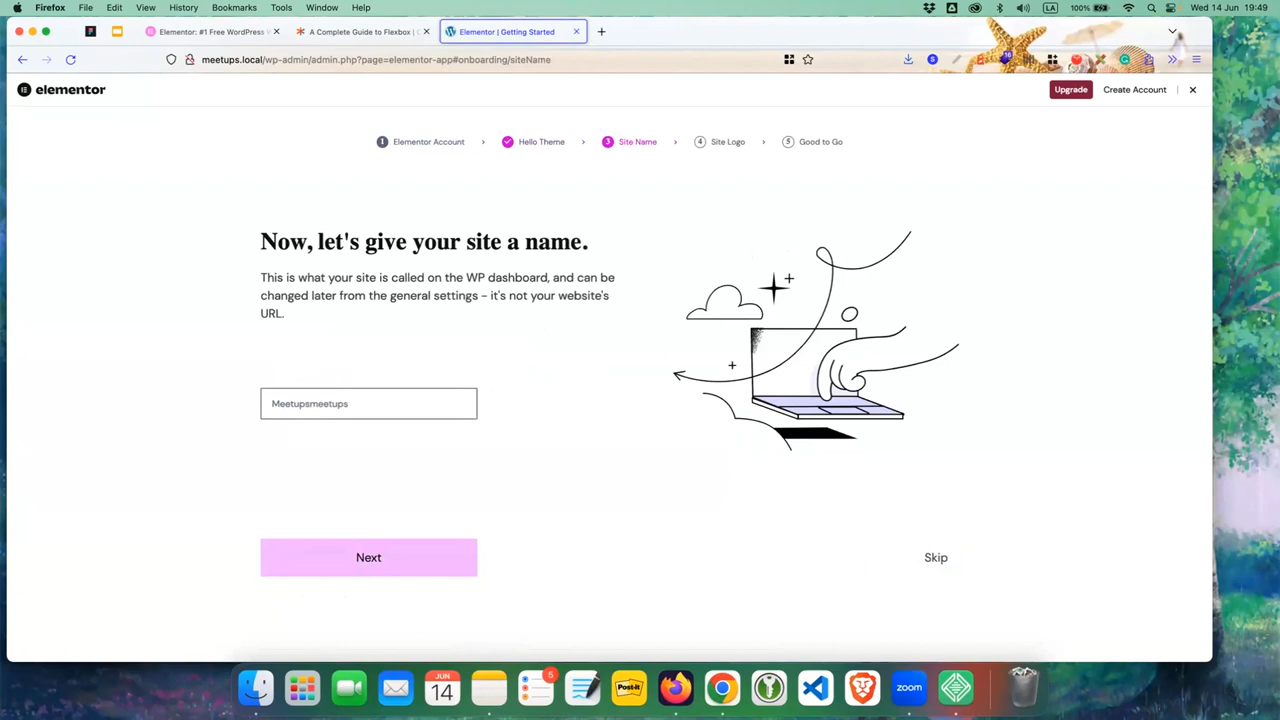 Firefox File Edit View History Bookmarks Tools Window Help
LA 100% Wed 14 Jun 19:49
Elementor: #1 Free WordPress
A Complete Guide to Flexbox |
Elementor | Getting Started
meetups.local/wp-admin/admin.php?page=elementor-app#onboarding/siteName
elementor
Upgrade Create Account
1 Elementor Account
Hello Theme
3 Site Name
4 Site Logo
5 Good to Go
Now, let's give your site a name.
This is what your site is called on the WP dashboard, and can be
changed later from the general settings - it's not your website's
URL.
Meetupsmeetups
Next
Skip
JUN
14
5
Post-it
zoom